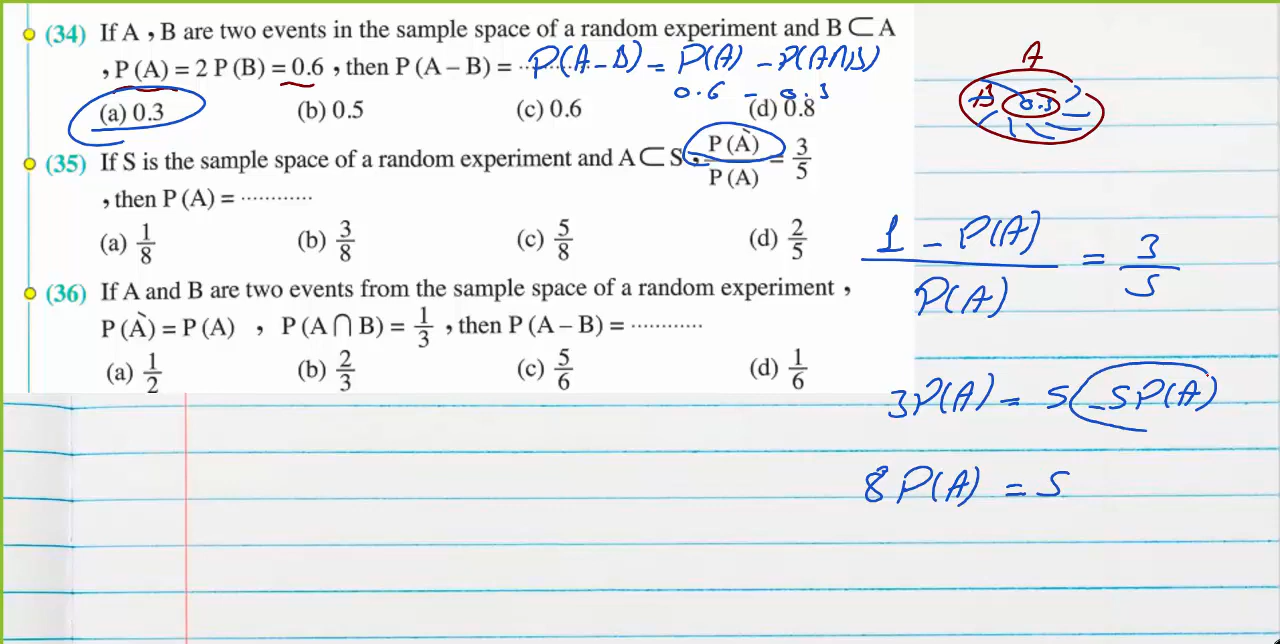 (34) If A , B are two events in the sample space of a random experiment and B ⊂ A
, P (A) = 2 P (B) = 0.6 , then P (A – B) = ········ P(A-B) = P(A) - P(A∩B)
0.6 - 0.3
(a) 0.3 (b) 0.5 (c) 0.6 (d) 0.8
A
B 0.3
(35) If S is the sample space of a random experiment and A ⊂ S , P (À) / P (A) = 3/5
, then P (A) = ············
(a) 1/8 (b) 3/8 (c) 5/8 (d) 2/5
1 - P(A) / P(A) = 3/5
(36) If A and B are two events from the sample space of a random experiment ,
P (À) = P (A) , P (A ∩ B) = 1/3 , then P (A – B) = ············
(a) 1/2 (b) 2/3 (c) 5/6 (d) 1/6
3P(A) = 5 - 5P(A)
8 P(A) = 5